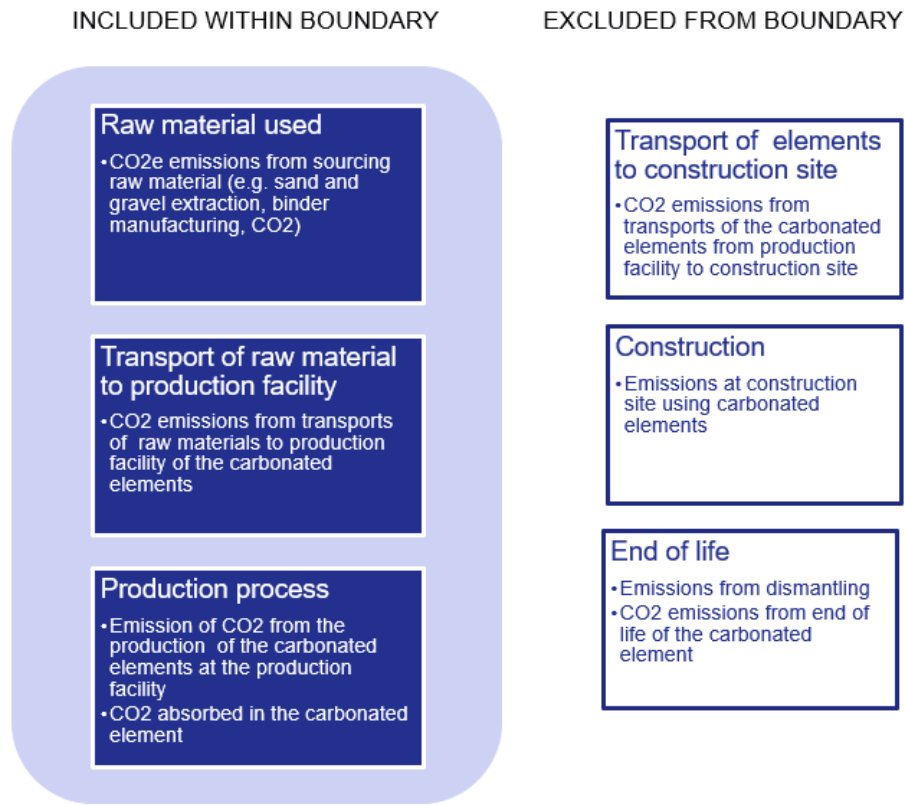 INCLUDED WITHIN BOUNDARY
EXCLUDED FROM BOUNDARY
Raw material used
•CO2e emissions from sourcing
raw material (e.g. sand and
gravel extraction, binder
manufacturing, CO2)
Transport of raw material
to production facility
•CO2 emissions from transports
of raw materials to production
facility of the carbonated
elements
Production process
•Emission of CO2 from the
production of the carbonated
elements at the production
facility
•CO2 absorbed in the carbonated
element
Transport of elements
to construction site
•CO2 emissions from
transports of the carbonated
elements from production
facility to construction site
Construction
•Emissions at construction
site using carbonated
elements
End of life
•Emissions from dismantling
•CO2 emissions from end of
life of the carbonated
element